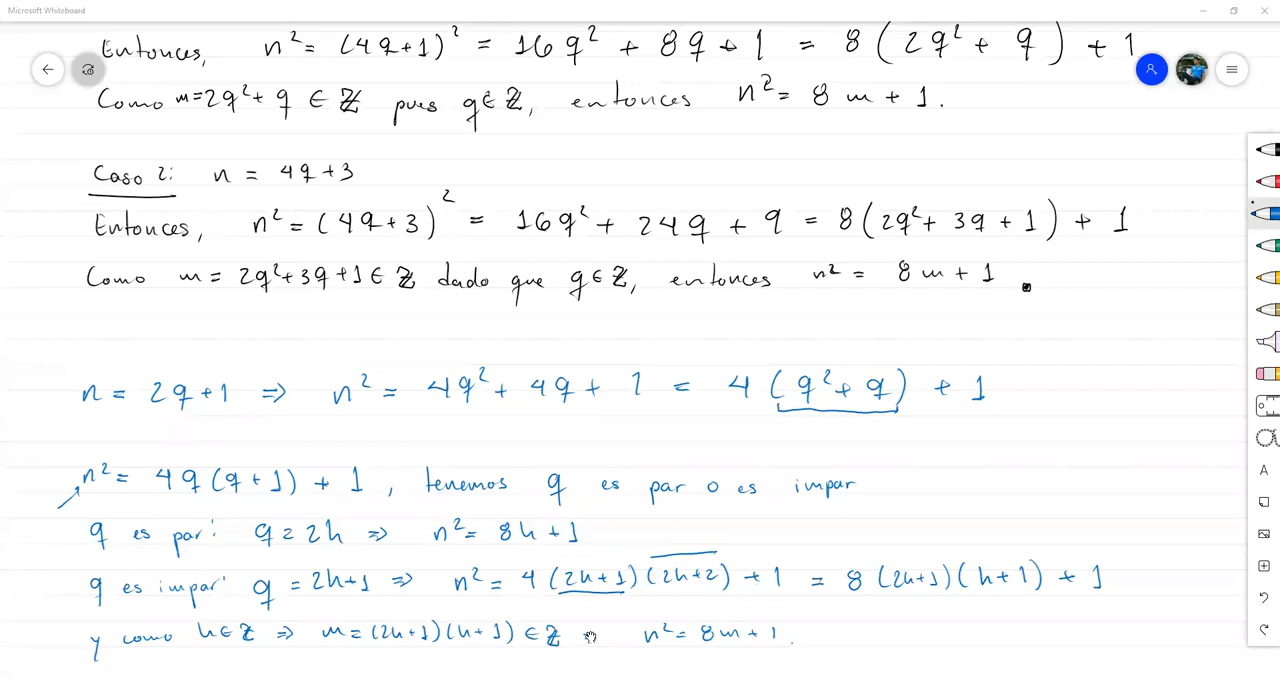 Microsoft Whiteboard
Entonces, n² = (4q+1)² = 16q² + 8q + 1 = 8(2q² + q) + 1
Como m=2q²+q ∈ ℤ pues q∈ℤ, entonces n² = 8m+1.
Caso 2: n = 4q+3
Entonces, n² = (4q+3)² = 16q² + 24q + 9 = 8(2q² + 3q + 1) + 1
Como m = 2q²+3q+1 ∈ ℤ dado que q∈ℤ, entonces n² = 8m+1
n = 2q+1 ⇒ n² = 4q² + 4q + 1 = 4(q² + q) + 1
n² = 4q(q+1) + 1, tenemos q es par o es impar
q es par: q = 2h ⇒ n² = 8h+1
q es impar: q = 2h+1 ⇒ n² = 4(2h+1)(2h+2) + 1 = 8(2h+1)(h+1) + 1
y como h∈ℤ ⇒ m = (2h+1)(h+1) ∈ ℤ n² = 8m+1.
A